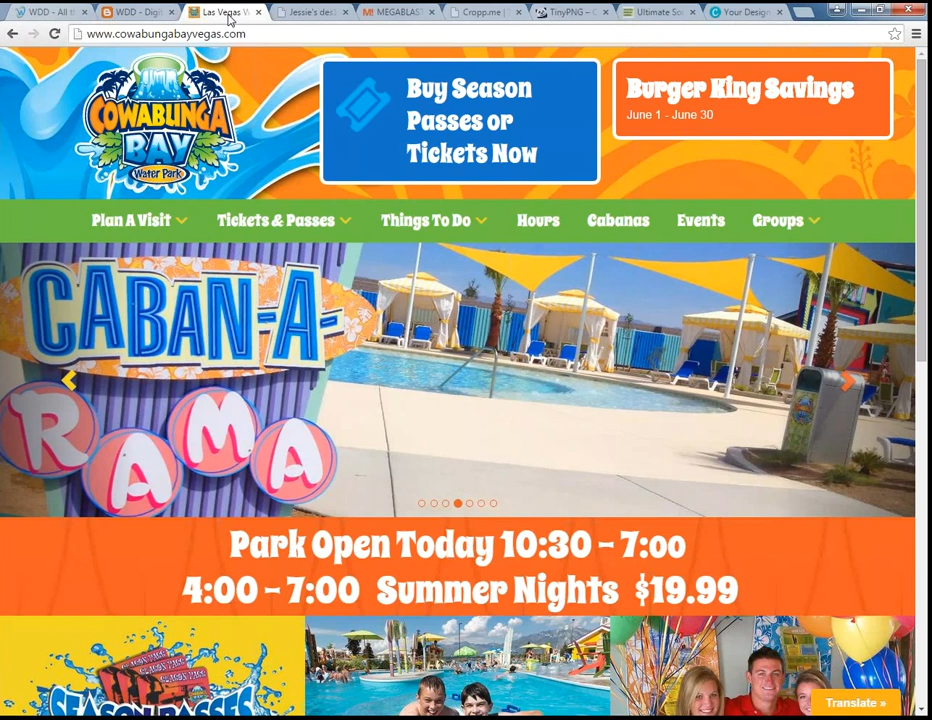 WDD - All t
WDD - Digit
Las Vegas W
Jessie's des
MEGABLAST
Cropp.me |
TinyPNG – C
Ultimate So
Your Design
www.cowabungabayvegas.com
COWABUNGA
BAY
Water Park
Buy Season
Passes or
Tickets Now
Burger King Savings
June 1 - June 30
Plan A Visit
Tickets & Passes
Things To Do
Hours
Cabanas
Events
Groups
CABAN-A-
RAMA
Park Open Today 10:30 - 7:00
4:00 - 7:00 Summer Nights $19.99
SEASON PASSES
Translate »